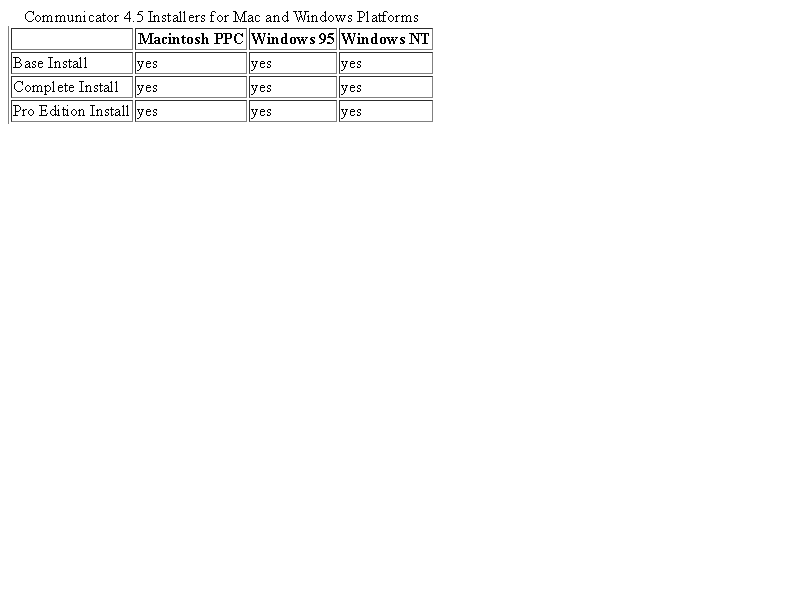 Communicator 4.5 Installers for Mac and Windows Platforms
Macintosh PPC Windows 95 Windows NT
Base Install yes yes yes
Complete Install yes yes yes
Pro Edition Install yes yes yes